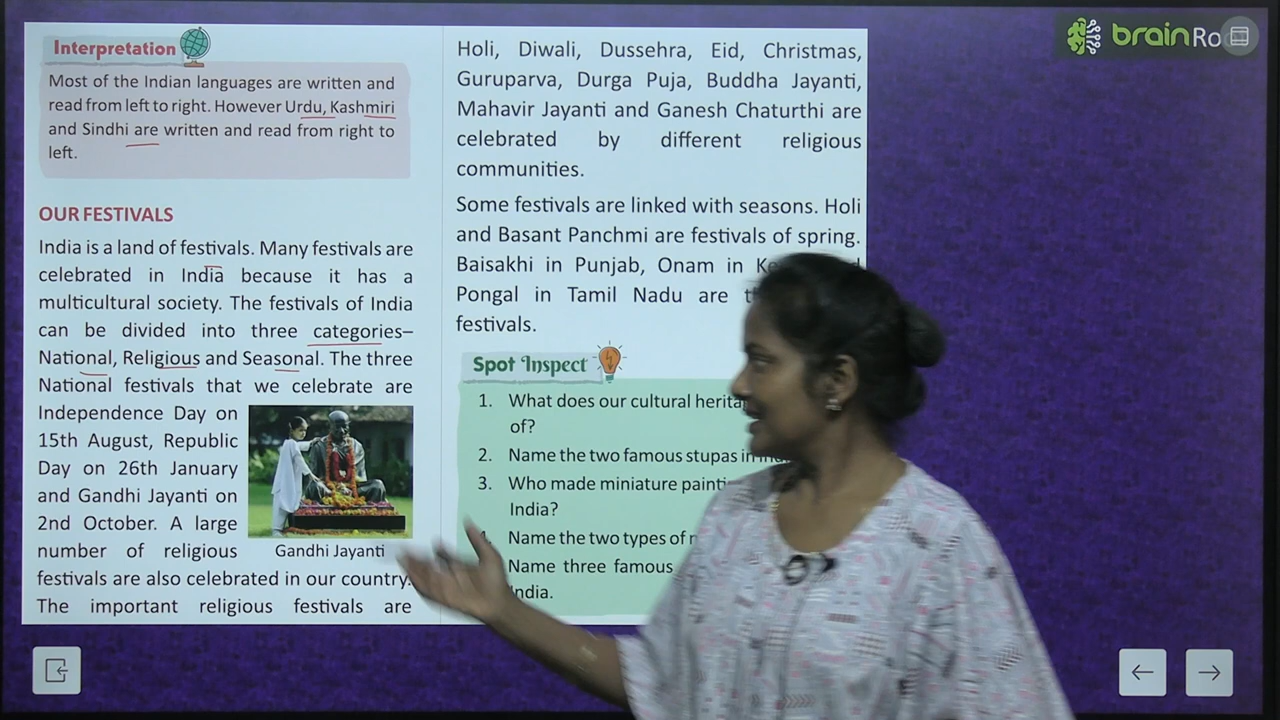 Interpretation
Most of the Indian languages are written and
read from left to right. However Urdu, Kashmiri
and Sindhi are written and read from right to
left.
OUR FESTIVALS
India is a land of festivals. Many festivals are
celebrated in India because it has a
multicultural society. The festivals of India
can be divided into three categories–
National, Religious and Seasonal. The three
National festivals that we celebrate are
Independence Day on
15th August, Republic
Day on 26th January
and Gandhi Jayanti on
2nd October. A large
number of religious
Gandhi Jayanti
festivals are also celebrated in our country.
The important religious festivals are
Holi, Diwali, Dussehra, Eid, Christmas,
Guruparva, Durga Puja, Buddha Jayanti,
Mahavir Jayanti and Ganesh Chaturthi are
celebrated by different religious
communities.
Some festivals are linked with seasons. Holi
and Basant Panchmi are festivals of spring.
Baisakhi in Punjab, Onam in
Pongal in Tamil Nadu are
festivals.
Spot Inspect
1. What does our cultural
of?
2. Name the two famous stupas in
3. Who made miniature
India?
Name the two types of
Name three famous
India.
brain